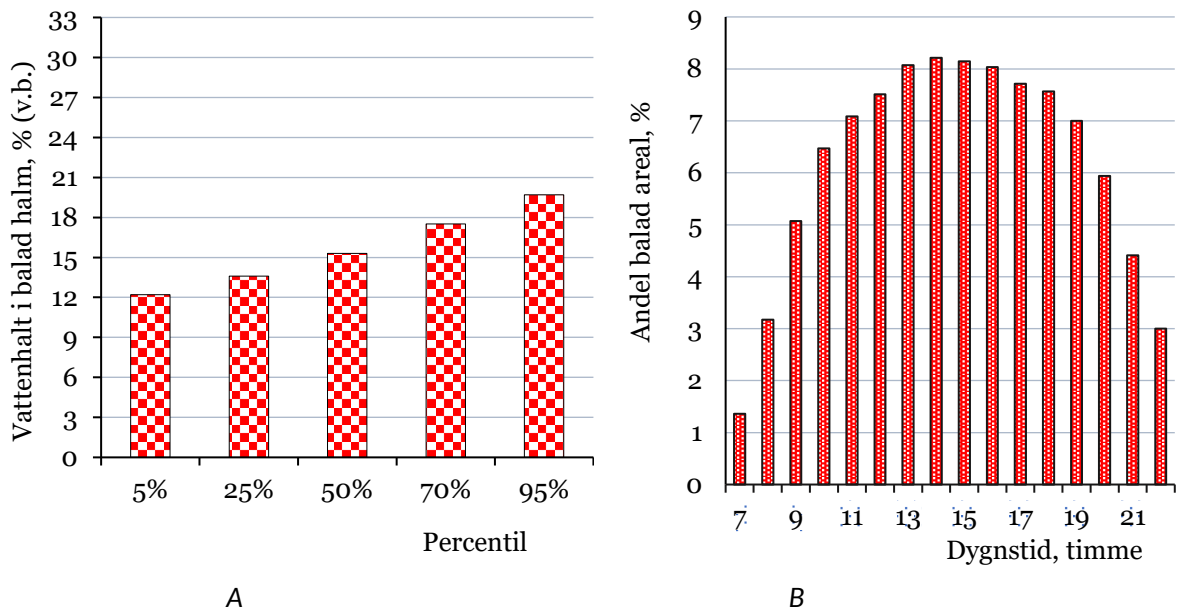 33
30
27
24
21
18
15
12
9
6
3
0
Vattenhalt i balad halm, % (v.b.)
5% 25% 50% 70% 95%
Percentil
A
9
8
7
6
5
4
3
2
1
0
Andel balad areal, %
7 9 11 13 15 17 19 21
Dygnstid, timme
B